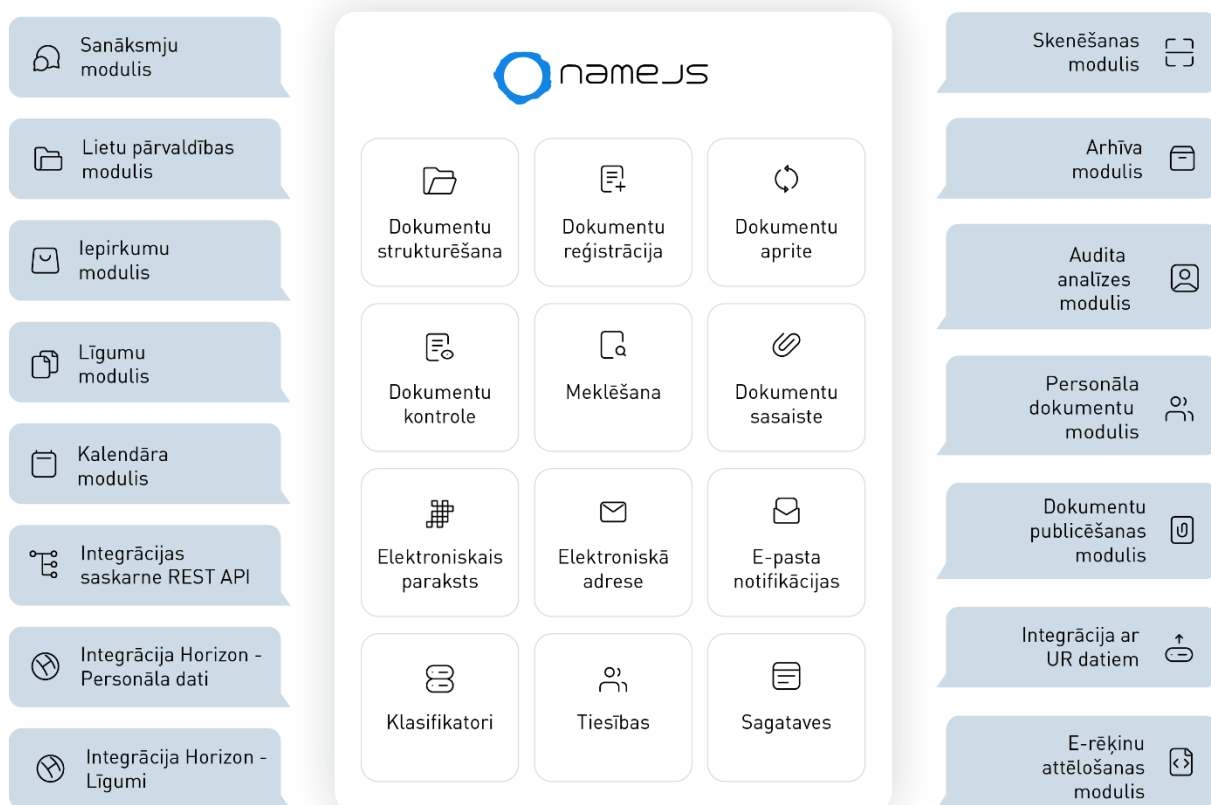 Sanāksmju
modulis
Lietu pārvaldības
modulis
Iepirkumu
modulis
Līgumu
modulis
Kalendāra
modulis
Integrācijas
saskarne REST API
Integrācija Horizon -
Personāla dati
Integrācija Horizon -
Līgumi
namejs
Dokumentu
strukturēšana
Dokumentu
reģistrācija
Dokumentu
aprite
Dokumentu
kontrole
Meklēšana
Dokumentu
sasaiste
Elektroniskais
paraksts
Elektroniskā
adrese
E-pasta
notifikācijas
Klasifikatori
Tiesības
Sagataves
Skenēšanas
modulis
Arhīva
modulis
Audita
analīzes
modulis
Personāla
dokumentu
modulis
Dokumentu
publicēšanas
modulis
Integrācija ar
UR datiem
E-rēķinu
attēlošanas
modulis